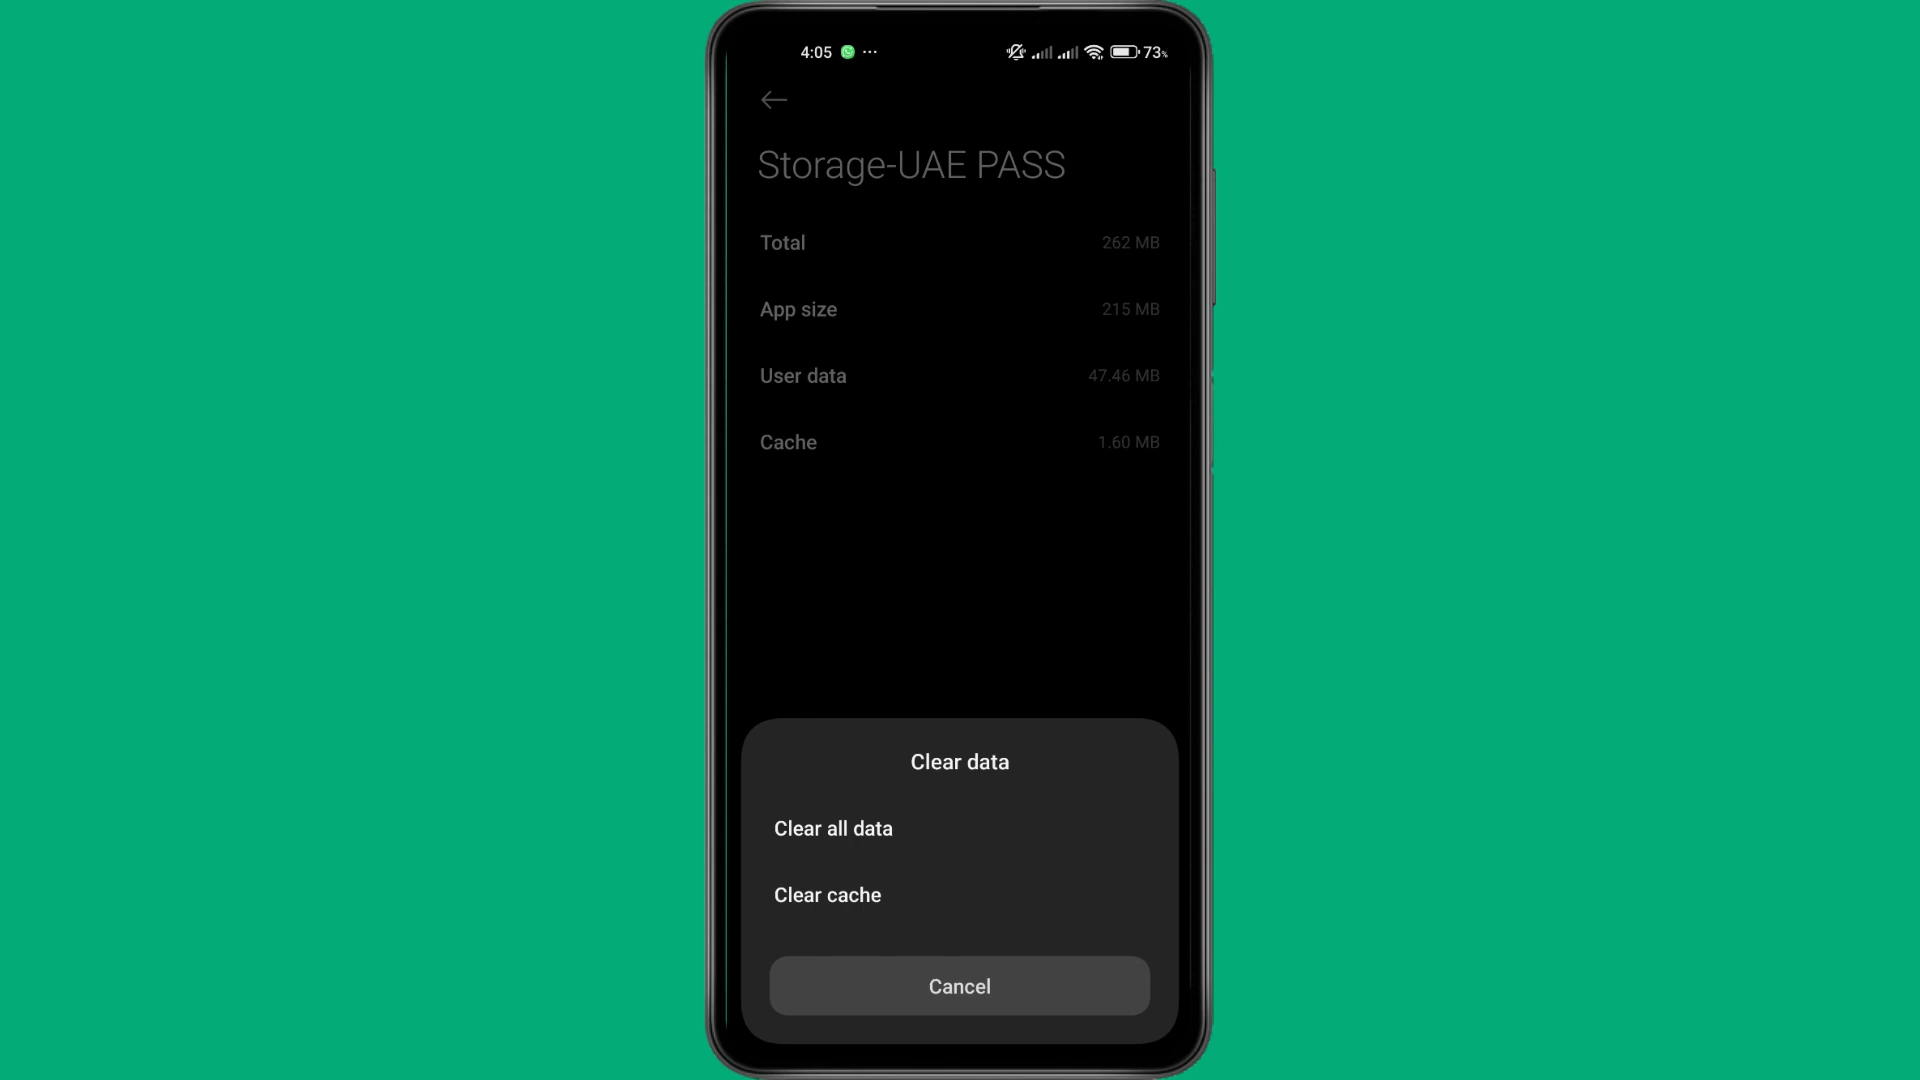 4:05 ... 73%
Storage-UAE PASS
Total 262 MB
App size 215 MB
User data 47.46 MB
Cache 1.60 MB
Clear data
Clear all data
Clear cache
Cancel